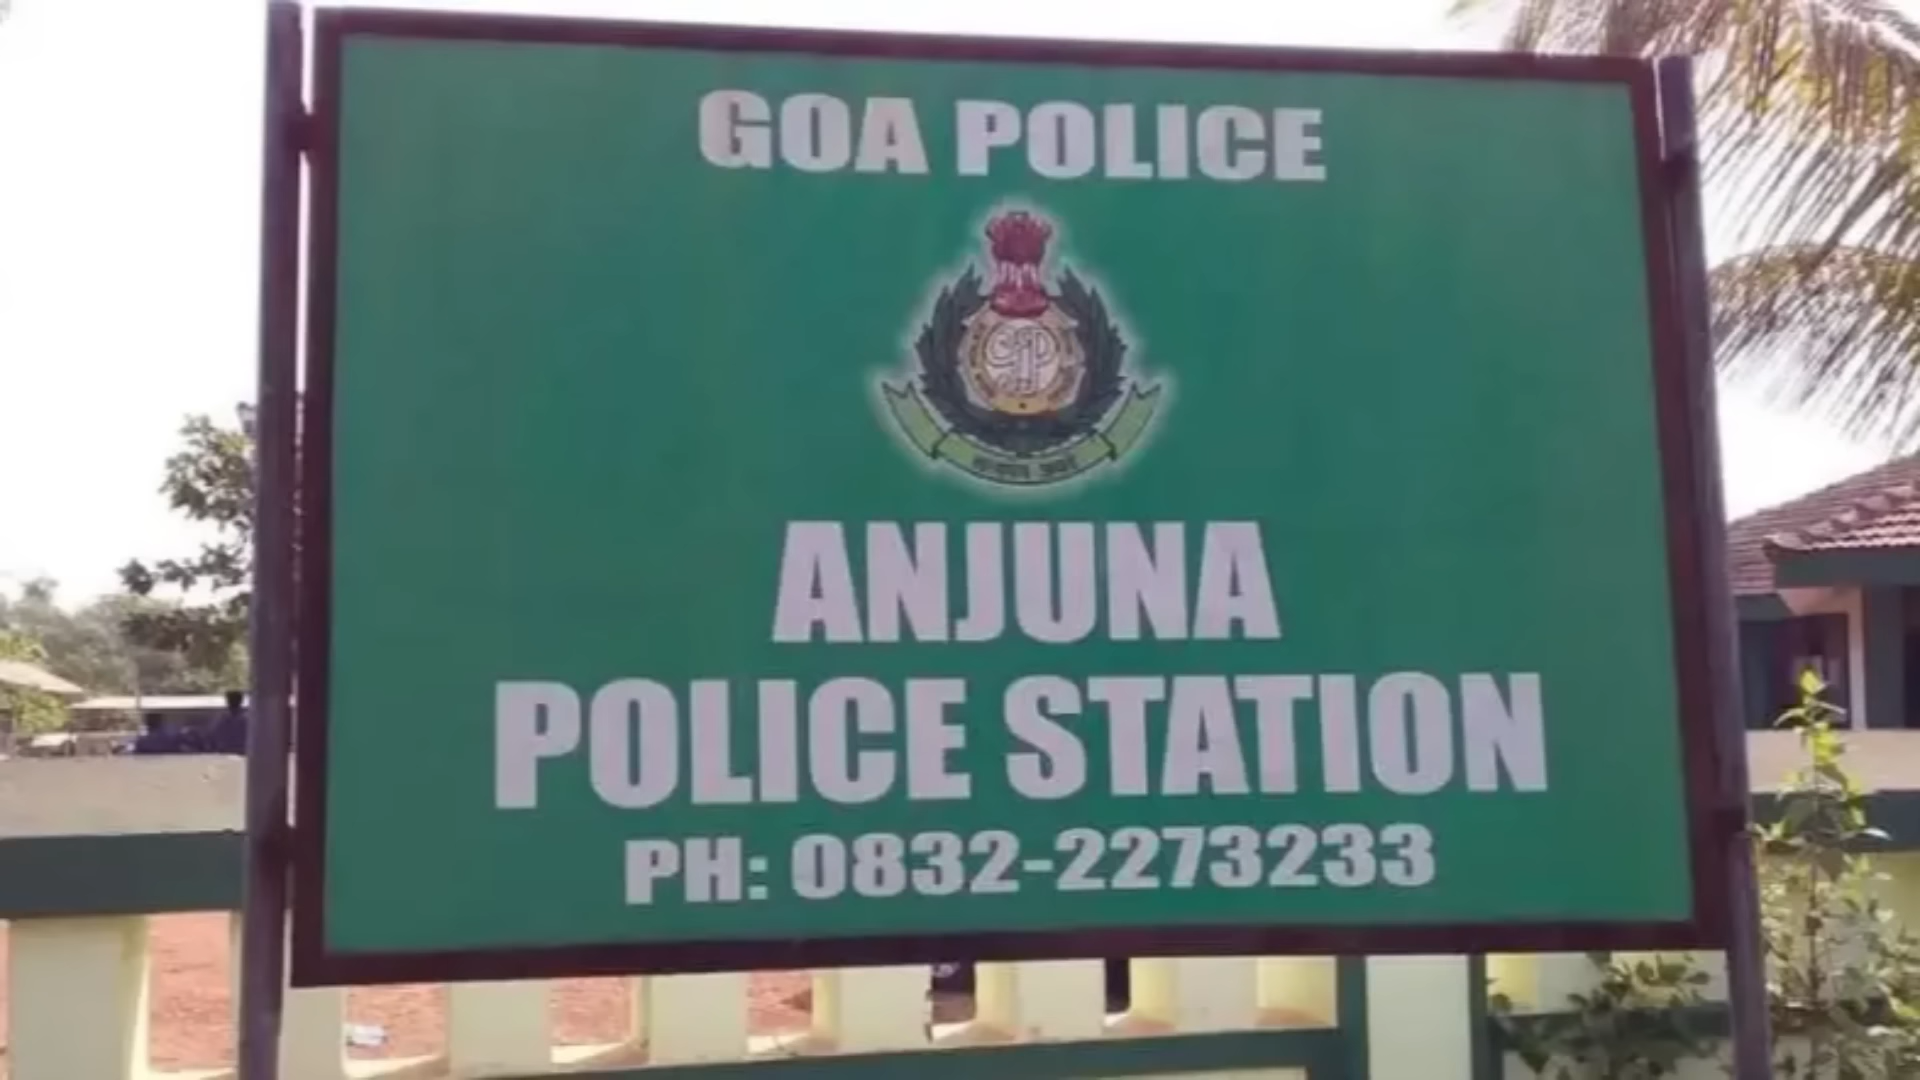 GOA POLICE
ANJUNA
POLICE STATION
PH: 0832-2273233